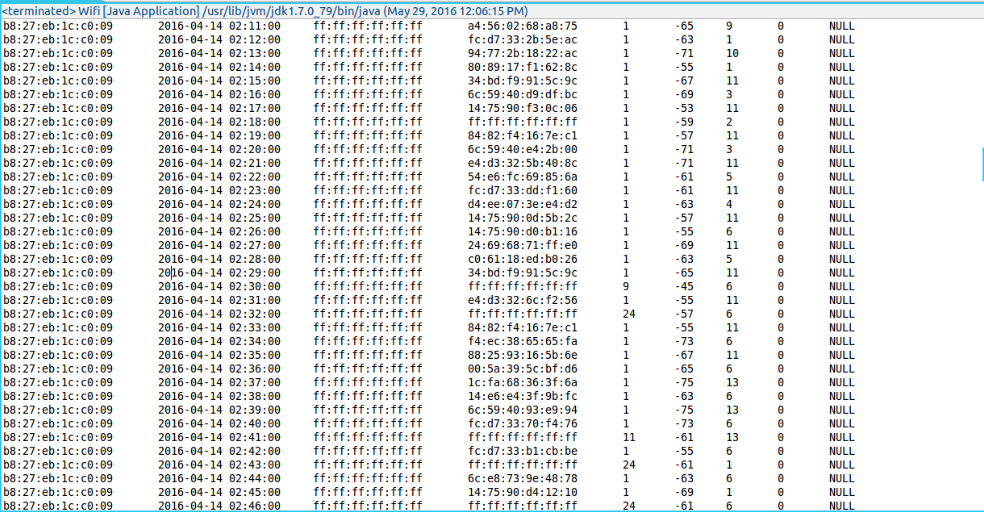 <terminated> Wifi [Java Application] /usr/lib/jvm/jdk1.7.0_79/bin/java (May 29, 2016 12:06:15 PM)
b8:27:eb:1c:c0:09 2016-04-14 02:11:00 ff:ff:ff:ff:ff:ff a4:56:02:68:a8:75 1 -65 9 0 NULL
b8:27:eb:1c:c0:09 2016-04-14 02:12:00 ff:ff:ff:ff:ff:ff fc:d7:33:2b:5e:ac 1 -63 1 0 NULL
b8:27:eb:1c:c0:09 2016-04-14 02:13:00 ff:ff:ff:ff:ff:ff 94:77:2b:18:22:ac 1 -71 10 0 NULL
b8:27:eb:1c:c0:09 2016-04-14 02:14:00 ff:ff:ff:ff:ff:ff 80:89:17:f1:62:8c 1 -55 1 0 NULL
b8:27:eb:1c:c0:09 2016-04-14 02:15:00 ff:ff:ff:ff:ff:ff 34:bd:f9:91:5c:9c 1 -67 11 0 NULL
b8:27:eb:1c:c0:09 2016-04-14 02:16:00 ff:ff:ff:ff:ff:ff 6c:59:40:d9:df:bc 1 -69 3 0 NULL
b8:27:eb:1c:c0:09 2016-04-14 02:17:00 ff:ff:ff:ff:ff:ff 14:75:90:f3:0c:06 1 -53 11 0 NULL
b8:27:eb:1c:c0:09 2016-04-14 02:18:00 ff:ff:ff:ff:ff:ff ff:ff:ff:ff:ff:ff 1 -59 2 0 NULL
b8:27:eb:1c:c0:09 2016-04-14 02:19:00 ff:ff:ff:ff:ff:ff 84:82:f4:16:7e:c1 1 -57 11 0 NULL
b8:27:eb:1c:c0:09 2016-04-14 02:20:00 ff:ff:ff:ff:ff:ff 6c:59:40:e4:2b:00 1 -71 3 0 NULL
b8:27:eb:1c:c0:09 2016-04-14 02:21:00 ff:ff:ff:ff:ff:ff e4:d3:32:5b:40:8c 1 -71 11 0 NULL
b8:27:eb:1c:c0:09 2016-04-14 02:22:00 ff:ff:ff:ff:ff:ff 54:e6:fc:69:85:6a 1 -61 5 0 NULL
b8:27:eb:1c:c0:09 2016-04-14 02:23:00 ff:ff:ff:ff:ff:ff fc:d7:33:dd:f1:60 1 -61 11 0 NULL
b8:27:eb:1c:c0:09 2016-04-14 02:24:00 ff:ff:ff:ff:ff:ff d4:ee:07:3e:e4:d2 1 -63 4 0 NULL
b8:27:eb:1c:c0:09 2016-04-14 02:25:00 ff:ff:ff:ff:ff:ff 14:75:90:0d:5b:2c 1 -57 11 0 NULL
b8:27:eb:1c:c0:09 2016-04-14 02:26:00 ff:ff:ff:ff:ff:ff 14:75:90:d0:b1:16 1 -55 6 0 NULL
b8:27:eb:1c:c0:09 2016-04-14 02:27:00 ff:ff:ff:ff:ff:ff 24:69:68:71:ff:e0 1 -69 11 0 NULL
b8:27:eb:1c:c0:09 2016-04-14 02:28:00 ff:ff:ff:ff:ff:ff c0:61:18:ed:b0:26 1 -63 5 0 NULL
b8:27:eb:1c:c0:09 2016-04-14 02:29:00 ff:ff:ff:ff:ff:ff 34:bd:f9:91:5c:9c 1 -65 11 0 NULL
b8:27:eb:1c:c0:09 2016-04-14 02:30:00 ff:ff:ff:ff:ff:ff ff:ff:ff:ff:ff:ff 9 -45 6 0 NULL
b8:27:eb:1c:c0:09 2016-04-14 02:31:00 ff:ff:ff:ff:ff:ff e4:d3:32:6c:f2:56 1 -55 11 0 NULL
b8:27:eb:1c:c0:09 2016-04-14 02:32:00 ff:ff:ff:ff:ff:ff ff:ff:ff:ff:ff:ff 24 -57 6 0 NULL
b8:27:eb:1c:c0:09 2016-04-14 02:33:00 ff:ff:ff:ff:ff:ff 84:82:f4:16:7e:c1 1 -55 11 0 NULL
b8:27:eb:1c:c0:09 2016-04-14 02:34:00 ff:ff:ff:ff:ff:ff f4:ec:38:65:65:fa 1 -73 6 0 NULL
b8:27:eb:1c:c0:09 2016-04-14 02:35:00 ff:ff:ff:ff:ff:ff 88:25:93:16:5b:6e 1 -67 11 0 NULL
b8:27:eb:1c:c0:09 2016-04-14 02:36:00 ff:ff:ff:ff:ff:ff 00:5a:39:5c:bf:d6 1 -65 6 0 NULL
b8:27:eb:1c:c0:09 2016-04-14 02:37:00 ff:ff:ff:ff:ff:ff 1c:fa:68:36:3f:6a 1 -75 13 0 NULL
b8:27:eb:1c:c0:09 2016-04-14 02:38:00 ff:ff:ff:ff:ff:ff 14:e6:e4:3f:9b:fc 1 -63 6 0 NULL
b8:27:eb:1c:c0:09 2016-04-14 02:39:00 ff:ff:ff:ff:ff:ff 6c:59:40:93:e9:94 1 -75 13 0 NULL
b8:27:eb:1c:c0:09 2016-04-14 02:40:00 ff:ff:ff:ff:ff:ff fc:d7:33:70:f4:76 1 -73 6 0 NULL
b8:27:eb:1c:c0:09 2016-04-14 02:41:00 ff:ff:ff:ff:ff:ff ff:ff:ff:ff:ff:ff 11 -61 13 0 NULL
b8:27:eb:1c:c0:09 2016-04-14 02:42:00 ff:ff:ff:ff:ff:ff fc:d7:33:b1:cb:be 1 -55 6 0 NULL
b8:27:eb:1c:c0:09 2016-04-14 02:43:00 ff:ff:ff:ff:ff:ff ff:ff:ff:ff:ff:ff 24 -61 1 0 NULL
b8:27:eb:1c:c0:09 2016-04-14 02:44:00 ff:ff:ff:ff:ff:ff 6c:e8:73:9e:48:78 1 -63 6 0 NULL
b8:27:eb:1c:c0:09 2016-04-14 02:45:00 ff:ff:ff:ff:ff:ff 14:75:90:d4:12:10 1 -69 1 0 NULL
b8:27:eb:1c:c0:09 2016-04-14 02:46:00 ff:ff:ff:ff:ff:ff ff:ff:ff:ff:ff:ff 24 -61 6 0 NULL